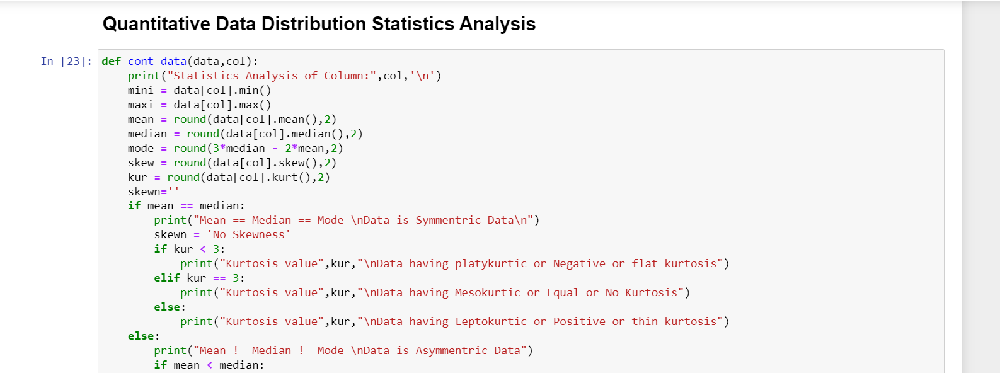 Quantitative Data Distribution Statistics Analysis
In [23]: def cont_data(data,col):
    print("Statistics Analysis of Column:",col,'\n')
    mini = data[col].min()
    maxi = data[col].max()
    mean = round(data[col].mean(),2)
    median = round(data[col].median(),2)
    mode = round(3*median - 2*mean,2)
    skew = round(data[col].skew(),2)
    kur = round(data[col].kurt(),2)
    skewn=''
    if mean == median:
        print("Mean == Median == Mode \nData is Symmentric Data\n")
        skewn = 'No Skewness'
        if kur < 3:
            print("Kurtosis value",kur,"\nData having platykurtic or Negative or flat kurtosis")
        elif kur == 3:
            print("Kurtosis value",kur,"\nData having Mesokurtic or Equal or No Kurtosis")
        else:
            print("Kurtosis value",kur,"\nData having Leptokurtic or Positive or thin kurtosis")
    else:
        print("Mean != Median != Mode \nData is Asymmentric Data")
        if mean < median: